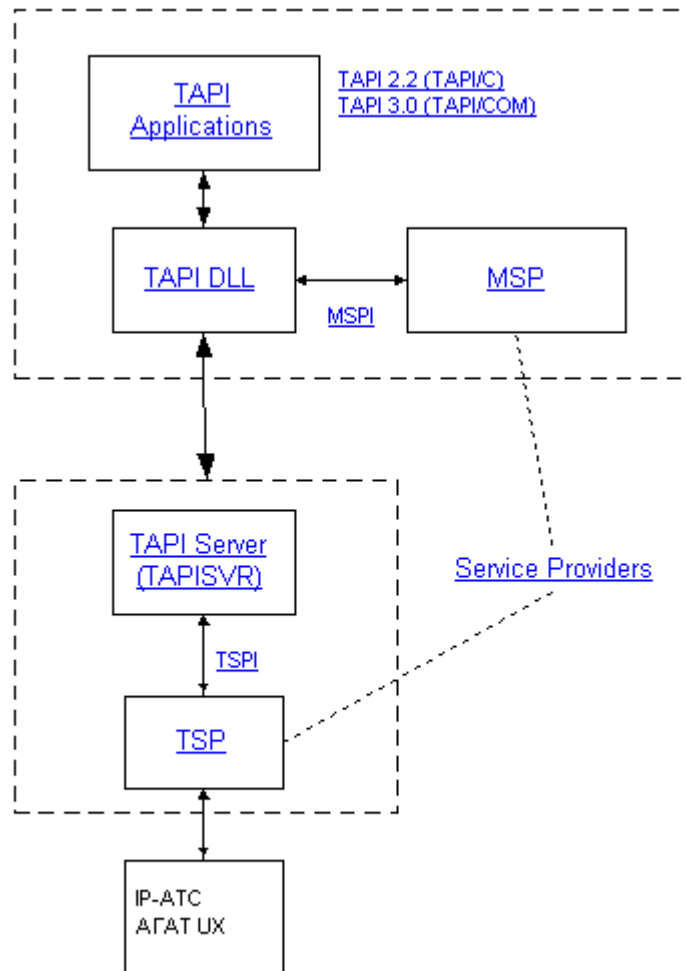 TAPI
Applications
TAPI 2.2 (TAPI/C)
TAPI 3.0 (TAPI/COM)
TAPI DLL
MSPI
MSP
TAPI Server
(TAPISVR)
Service Providers
TSPI
TSP
IP-АТС
АГАТ UX